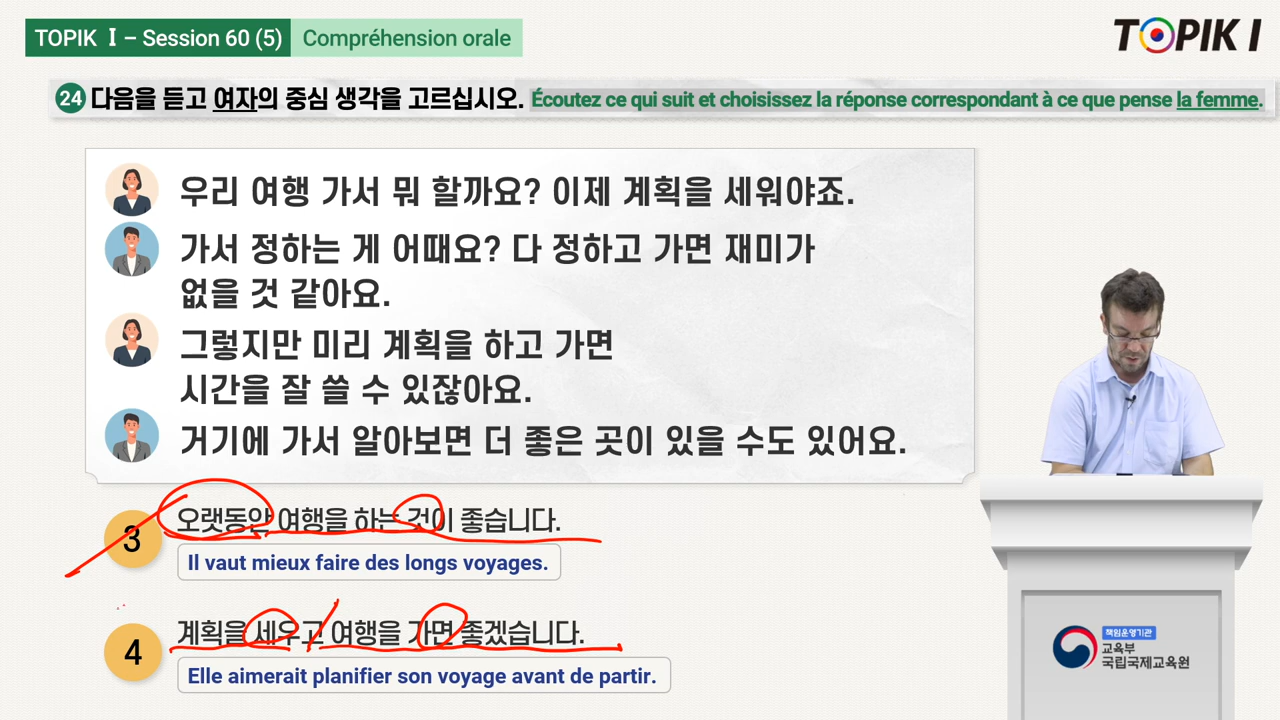 TOPIK Ⅰ – Session 60 (5) Compréhension orale
TOPIK I
24 다음을 듣고 여자의 중심 생각을 고르십시오. Écoutez ce qui suit et choisissez la réponse correspondant à ce que pense la femme.
우리 여행 가서 뭐 할까요? 이제 계획을 세워야죠.
가서 정하는 게 어때요? 다 정하고 가면 재미가
없을 것 같아요.
그렇지만 미리 계획을 하고 가면
시간을 잘 쓸 수 있잖아요.
거기에 가서 알아보면 더 좋은 곳이 있을 수도 있어요.
3 오랫동안 여행을 하는 것이 좋습니다.
Il vaut mieux faire des longs voyages.
4 계획을 세우고 여행을 가면 좋겠습니다.
Elle aimerait planifier son voyage avant de partir.
책임운영기관
교육부
국립국제교육원